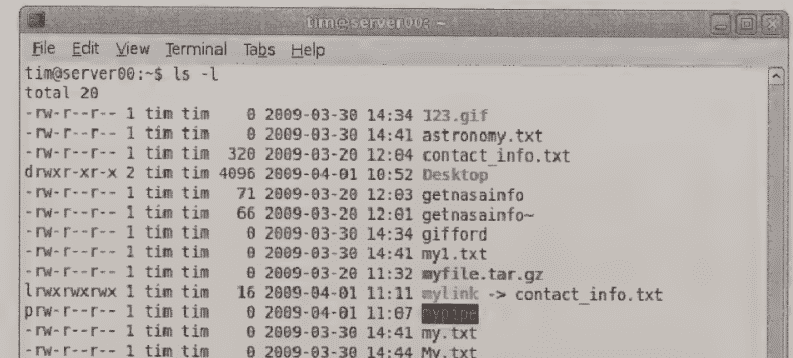 tim@server00: ~
File Edit View Terminal Tabs Help
tim@server00:~$ ls -l
total 20
-rw-r--r-- 1 tim tim    0 2009-03-30 14:34 123.gif
-rw-r--r-- 1 tim tim    0 2009-03-30 14:41 astronomy.txt
-rw-r--r-- 1 tim tim  320 2009-03-20 12:04 contact_info.txt
drwxr-xr-x 2 tim tim 4096 2009-04-01 10:52 Desktop
-rw-r--r-- 1 tim tim   71 2009-03-20 12:03 getnasainfo
-rw-r--r-- 1 tim tim   66 2009-03-20 12:01 getnasainfo~
-rw-r--r-- 1 tim tim    0 2009-03-30 14:34 gifford
-rw-r--r-- 1 tim tim    0 2009-03-30 14:41 my1.txt
-rw-r--r-- 1 tim tim    0 2009-03-20 11:32 myfile.tar.gz
lrwxrwxrwx 1 tim tim   16 2009-04-01 11:11 mylink -> contact_info.txt
prw-r--r-- 1 tim tim    0 2009-04-01 11:07 mypipe
-rw-r--r-- 1 tim tim    0 2009-03-30 14:41 my.txt
-rw-r--r-- 1 tim tim    0 2009-03-30 14:44 My.txt